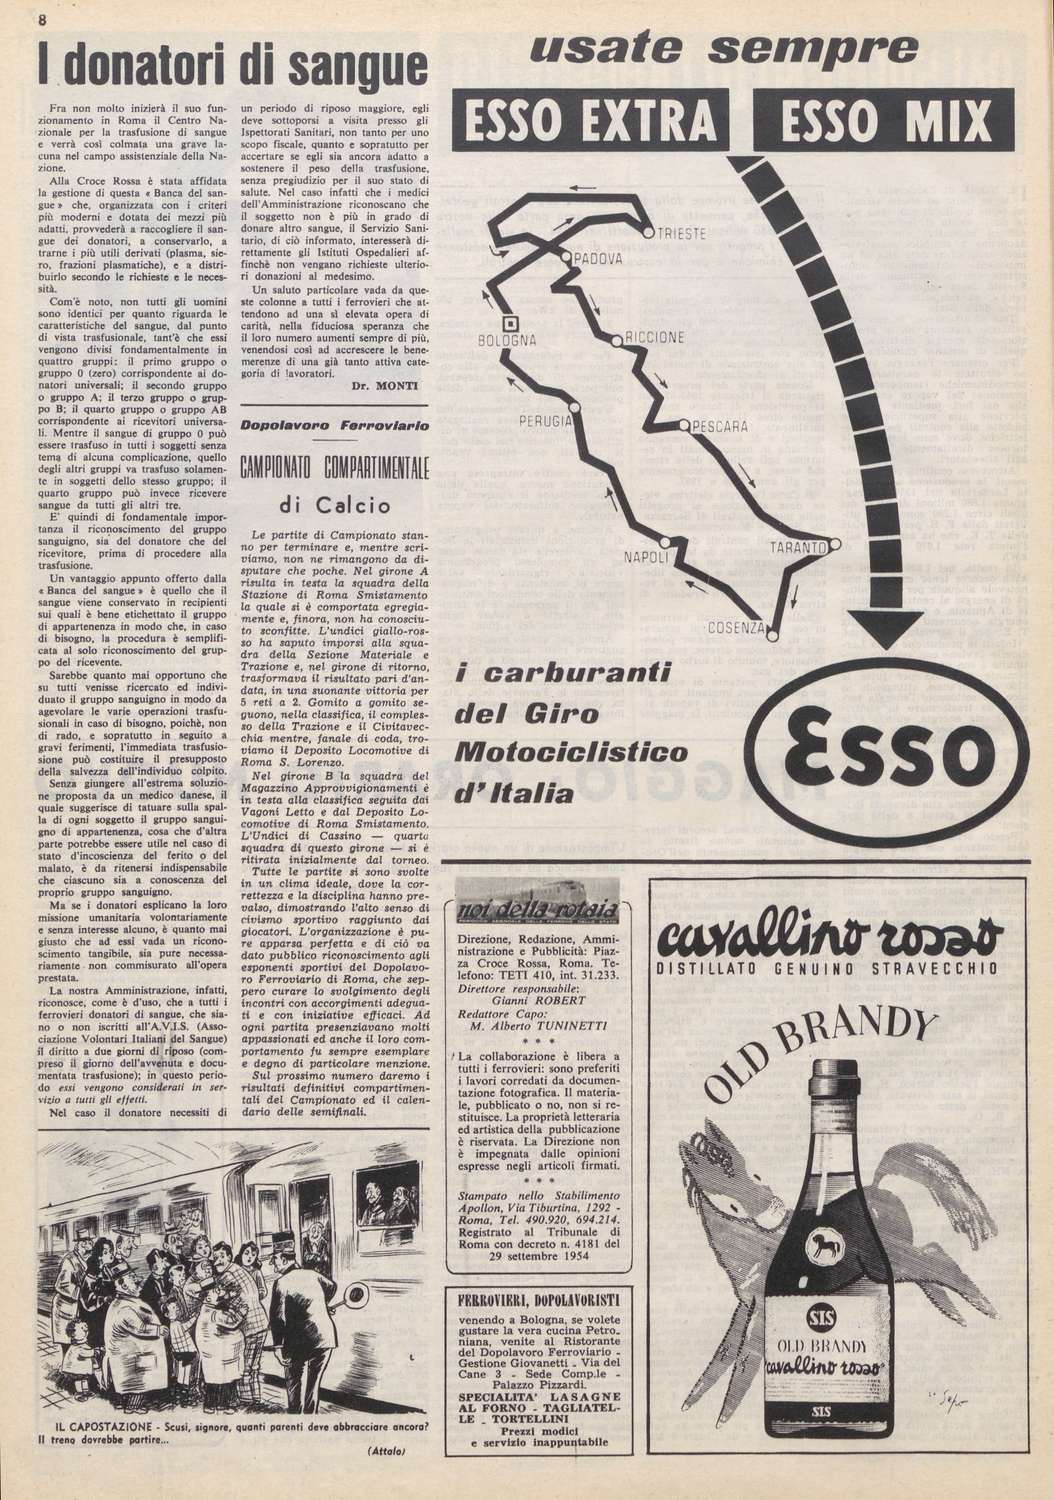 8
I donatori di sangue
Fra non molto inizierà il suo fun-
zionamento in Roma il Centro Na-
zionale per la trasfusione di sangue
e verrà così colmata una grave la-
cuna nel campo assistenziale della Na-
zione.
Alla Croce Rossa è stata affidata
la gestione di questa « Banca del san-
gue » che, organizzata con i criteri
più moderni e dotata dei mezzi più
adatti, provvederà a raccogliere il san-
gue dei donatori, a conservarlo, a
trarne i più utili derivati (plasma, sie-
ro, frazioni plasmatiche), e a distri-
buirlo secondo le richieste e le neces-
sità.
Com'è noto, non tutti gli uomini
sono identici per quanto riguarda le
caratteristiche del sangue, dal punto
di vista trasfusionale, tant'è che essi
vengono divisi fondamentalmente in
quattro gruppi: il primo gruppo o
gruppo 0 (zero) corrispondente ai do-
natori universali; il secondo gruppo
o gruppo A; il terzo gruppo o grup-
po B; il quarto gruppo o gruppo AB
corrispondente ai ricevitori universa-
li. Mentre il sangue di gruppo 0 può
essere trasfuso in tutti i soggetti senza
tema di alcuna complicazione, quello
degli altri gruppi va trasfuso solamen-
te in soggetti dello stesso gruppo; il
quarto gruppo può invece ricevere
sangue da tutti gli altri tre.
E' quindi di fondamentale impor-
tanza il riconoscimento del gruppo
sanguigno, sia del donatore che del
ricevitore, prima di procedere alla
trasfusione.
Un vantaggio appunto offerto dalla
« Banca del sangue » è quello che il
sangue viene conservato in recipienti
sui quali è bene etichettato il gruppo
di appartenenza in modo che, in caso
di bisogno, la procedura è semplifi-
cata al solo riconoscimento del grup-
po del ricevente.
Sarebbe quanto mai opportuno che
su tutti venisse ricercato ed indivi-
duato il gruppo sanguigno in modo da
agevolare le varie operazioni trasfu-
sionali in caso di bisogno, poichè, non
di rado, e sopratutto in seguito a
gravi ferimenti, l'immediata trasfusio-
sione può costituire il presupposto
della salvezza dell'individuo colpito.
Senza giungere all'estrema soluzio-
ne proposta da un medico danese, il
quale suggerisce di tatuare sulla spal-
la di ogni soggetto il gruppo sangui-
gno di appartenenza, cosa che d'altra
parte potrebbe essere utile nel caso di
stato d'incoscienza del ferito o del
malato, è da ritenersi indispensabile
che ciascuno sia a conoscenza del
proprio gruppo sanguigno.
Ma se i donatori esplicano la loro
missione umanitaria volontariamente
e senza interesse alcuno, è quanto mai
giusto che ad essi vada un ricono-
scimento tangibile, sia pure necessa-
riamente non commisurato all'opera
prestata.
La nostra Amministrazione, infatti,
riconosce, come è d'uso, che a tutti i
ferrovieri donatori di sangue, che sia-
no o non iscritti all'A.V.I.S. (Asso-
ciazione Volontari Italiani del Sangue)
il diritto a due giorni di riposo (com-
preso il giorno dell'avvenuta e docu-
mentata trasfusione); in questo perio-
do essi vengono considerati in ser-
vizio a tutti gli effetti.
Nel caso il donatore necessiti di
un periodo di riposo maggiore, egli
deve sottoporsi a visita presso gli
Ispettorati Sanitari, non tanto per uno
scopo fiscale, quanto e sopratutto per
accertare se egli sia ancora adatto a
sostenere il peso della trasfusione,
senza pregiudizio per il suo stato di
salute. Nel caso infatti che i medici
dell'Amministrazione riconoscano che
il soggetto non è più in grado di
donare altro sangue, il Servizio Sani-
tario, di ciò informato, interesserà di-
rettamente gli Istituti Ospedalieri af-
finchè non vengano richieste ulterio-
ri donazioni al medesimo.
Un saluto particolare vada da que-
ste colonne a tutti i ferrovieri che at-
tendono ad una sì elevata opera di
carità, nella fiduciosa speranza che
il loro numero aumenti sempre di più,
venendosi così ad accrescere le bene-
merenze di una già tanto attiva cate-
goria di lavoratori.
Dr. MONTI
Dopolavoro Ferroviario
CAMPIONATO COMPARTIMENTALE
di Calcio
Le partite di Campionato stan-
no per terminare e, mentre scri-
viamo, non ne rimangono da di-
sputare che poche. Nel girone A
risulta in testa la squadra della
Stazione di Roma Smistamento
la quale si è comportata egregia-
mente e, finora, non ha conosciu-
to sconfitte. L'undici giallo-ros-
so ha saputo imporsi alla squa-
dra della Sezione Materiale e
Trazione e, nel girone di ritorno,
trasformava il risultato pari d'an-
data, in una suonante vittoria per
5 reti a 2. Gomito a gomito se-
guono, nella classifica, il comples-
so della Trazione e il Civitavec-
chia mentre, fanale di coda, tro-
viamo il Deposito Locomotive di
Roma S. Lorenzo.
Nel girone B la squadra del
Magazzino Approvvigionamenti è
in testa alla classifica seguita dai
Vagoni Letto e dal Deposito Lo-
comotive di Roma Smistamento.
L'Undici di Cassino — quarta
squadra di questo girone — si è
ritirata inizialmente dal torneo.
Tutte le partite si sono svolte
in un clima ideale, dove la cor-
rettezza e la disciplina hanno pre-
valso, dimostrando l'alto senso di
civismo sportivo raggiunto dai
giocatori. L'organizzazione è pu-
re apparsa perfetta e di ciò va
dato pubblico riconoscimento agli
esponenti sportivi del Dopolavo-
ro Ferroviario di Roma, che sep-
pero curare lo svolgimento degli
incontri con accorgimenti adegua-
ti e con iniziative efficaci. Ad
ogni partita presenziavano molti
appassionati ed anche il loro com-
portamento fu sempre esemplare
e degno di particolare menzione.
Sul prossimo numero daremo i
risultati definitivi compartimen-
tali del Campionato ed il calen-
dario delle semifinali.
IL CAPOSTAZIONE - Scusi, signore, quanti parenti deve abbracciare ancora?
Il treno dovrebbe partire...
(Attalo)
usate sempre
ESSO EXTRA
ESSO MIX
TRIESTE
PADOVA
BOLOGNA
RICCIONE
PERUGIA
PESCARA
NAPOLI
TARANTO
COSENZA
i carburanti
del Giro
Motociclistico
d'Italia
Esso
noi della rotaia
Direzione, Redazione, Ammi-
nistrazione e Pubblicità: Piaz-
za Croce Rossa, Roma. Te-
lefono: TETI 410, int. 31.233.
Direttore responsabile:
Gianni ROBERT
Redattore Capo:
M. Alberto TUNINETTI
* * *
La collaborazione è libera a
tutti i ferrovieri: sono preferiti
i lavori corredati da documen-
tazione fotografica. Il materia-
le, pubblicato o no, non si re-
stituisce. La proprietà letteraria
ed artistica della pubblicazione
è riservata. La Direzione non
è impegnata dalle opinioni
espresse negli articoli firmati.
* * *
Stampato nello Stabilimento
Apollon, Via Tiburtina, 1292 -
Roma, Tel. 490.920, 694.214.
Registrato al Tribunale di
Roma con decreto n. 4181 del
29 settembre 1954
FERROVIERI, DOPOLAVORISTI
venendo a Bologna, se volete
gustare la vera cucina Petro-
niana, venite al Ristorante
del Dopolavoro Ferroviario -
Gestione Giovanetti - Via del
Cane 3 - Sede Comp.le -
Palazzo Pizzardi.
SPECIALITA' LASAGNE
AL FORNO - TAGLIATEL-
LE - TORTELLINI
Prezzi modici
e servizio inappuntabile
cavallino rosso
DISTILLATO GENUINO STRAVECCHIO
OLD BRANDY
SIS
OLD BRANDY
cavallino rosso
SIS